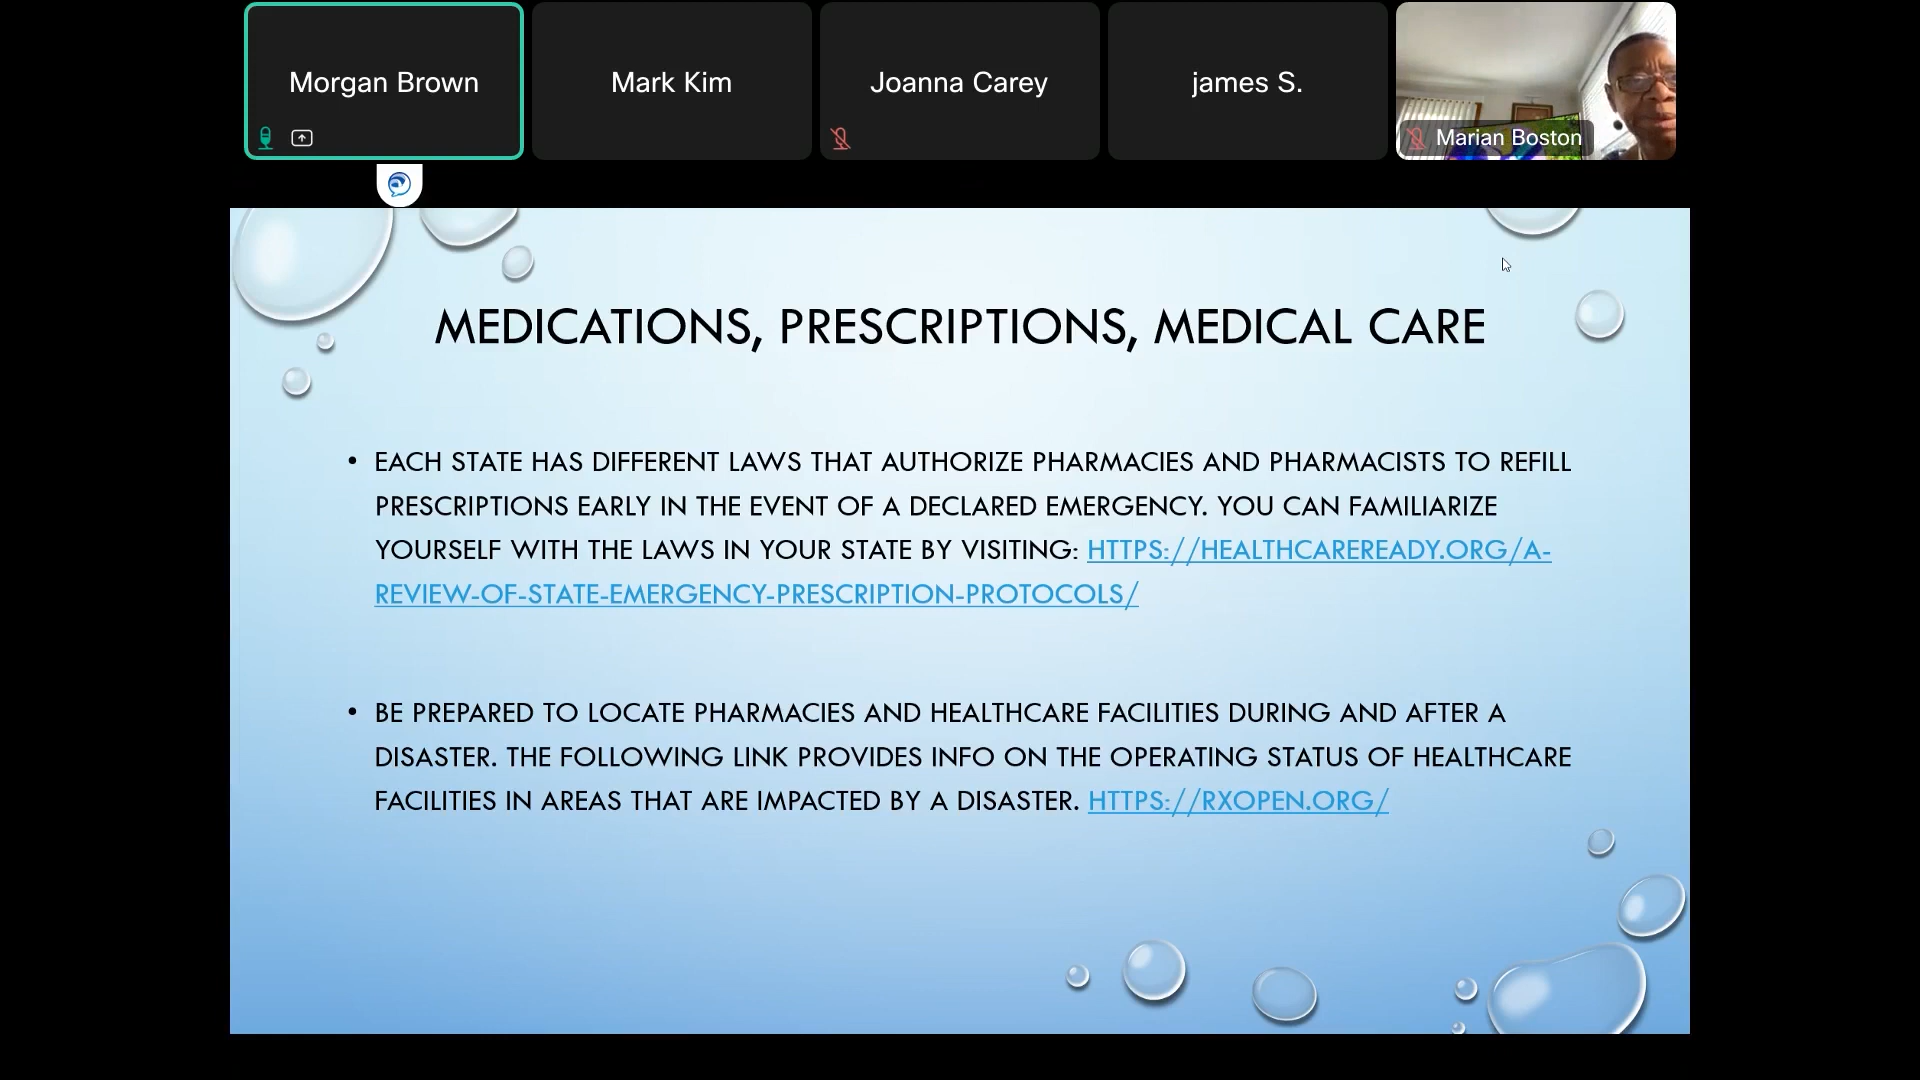 Morgan Brown
Mark Kim
Joanna Carey
james S.
Marian Boston
MEDICATIONS, PRESCRIPTIONS, MEDICAL CARE
• EACH STATE HAS DIFFERENT LAWS THAT AUTHORIZE PHARMACIES AND PHARMACISTS TO REFILL
PRESCRIPTIONS EARLY IN THE EVENT OF A DECLARED EMERGENCY. YOU CAN FAMILIARIZE
YOURSELF WITH THE LAWS IN YOUR STATE BY VISITING: HTTPS://HEALTHCAREREADY.ORG/A-
REVIEW-OF-STATE-EMERGENCY-PRESCRIPTION-PROTOCOLS/
• BE PREPARED TO LOCATE PHARMACIES AND HEALTHCARE FACILITIES DURING AND AFTER A
DISASTER. THE FOLLOWING LINK PROVIDES INFO ON THE OPERATING STATUS OF HEALTHCARE
FACILITIES IN AREAS THAT ARE IMPACTED BY A DISASTER. HTTPS://RXOPEN.ORG/